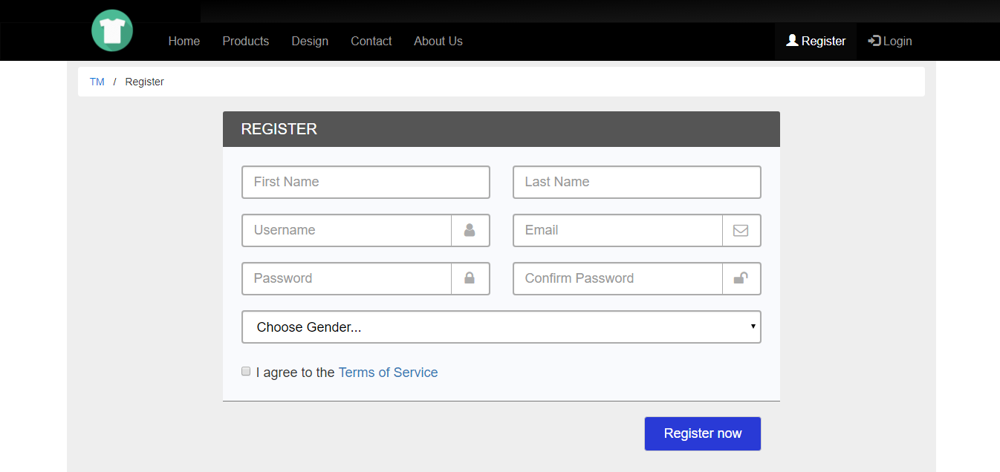 Home Products Design Contact About Us Register Login
TM / Register
REGISTER
First Name Last Name
Username Email
Password Confirm Password
Choose Gender...
I agree to the Terms of Service
Register now